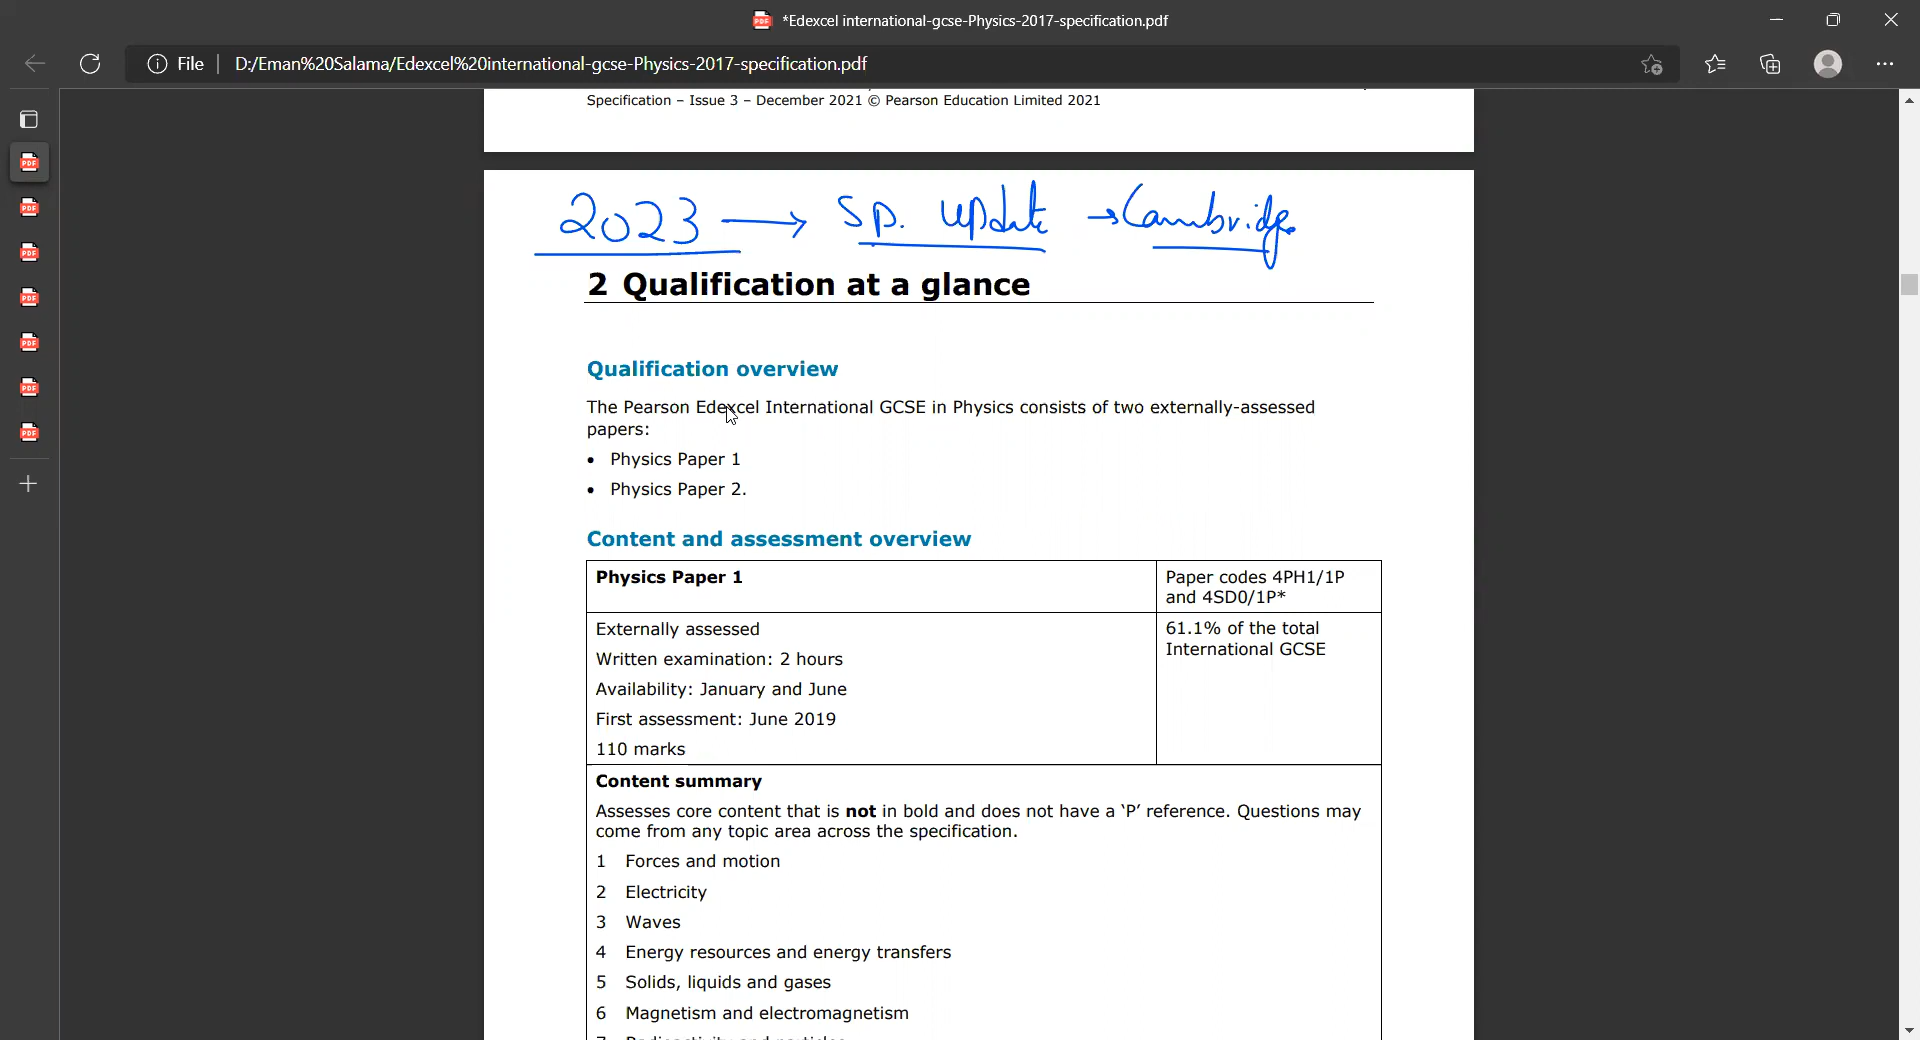 *Edexcel international-gcse-Physics-2017-specification.pdf
File
D:/Eman%20Salama/Edexcel%20international-gcse-Physics-2017-specification.pdf
Specification – Issue 3 – December 2021 © Pearson Education Limited 2021
2023 → Sp. update → Cambridge
2 Qualification at a glance
Qualification overview
The Pearson Edexcel International GCSE in Physics consists of two externally-assessed
papers:
• Physics Paper 1
• Physics Paper 2.
Content and assessment overview
Physics Paper 1
Paper codes 4PH1/1P
and 4SD0/1P*
Externally assessed
Written examination: 2 hours
Availability: January and June
First assessment: June 2019
110 marks
61.1% of the total
International GCSE
Content summary
Assesses core content that is not in bold and does not have a ‘P’ reference. Questions may
come from any topic area across the specification.
1 Forces and motion
2 Electricity
3 Waves
4 Energy resources and energy transfers
5 Solids, liquids and gases
6 Magnetism and electromagnetism